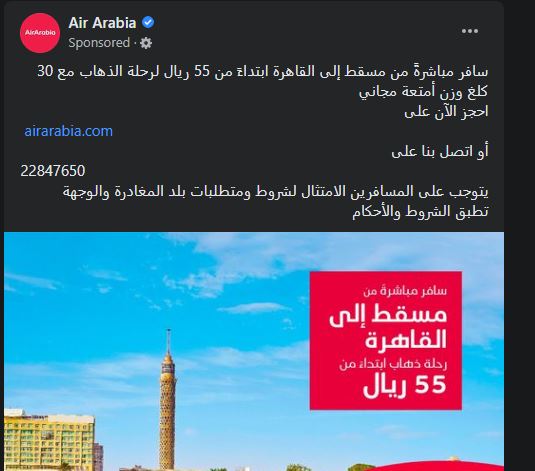 AirArabia
Air Arabia
Sponsored ·
سافر مباشرةً من مسقط إلى القاهرة ابتداءً من 55 ريال لرحلة الذهاب مع 30
كلغ وزن أمتعة مجاني
احجز الآن على
airarabia.com
أو اتصل بنا على
22847650
يتوجب على المسافرين الامتثال لشروط ومتطلبات بلد المغادرة والوجهة
تطبق الشروط والأحكام
سافر مباشرةً من
مسقط إلى
القاهرة
رحلة ذهاب ابتداءً من
55 ريال